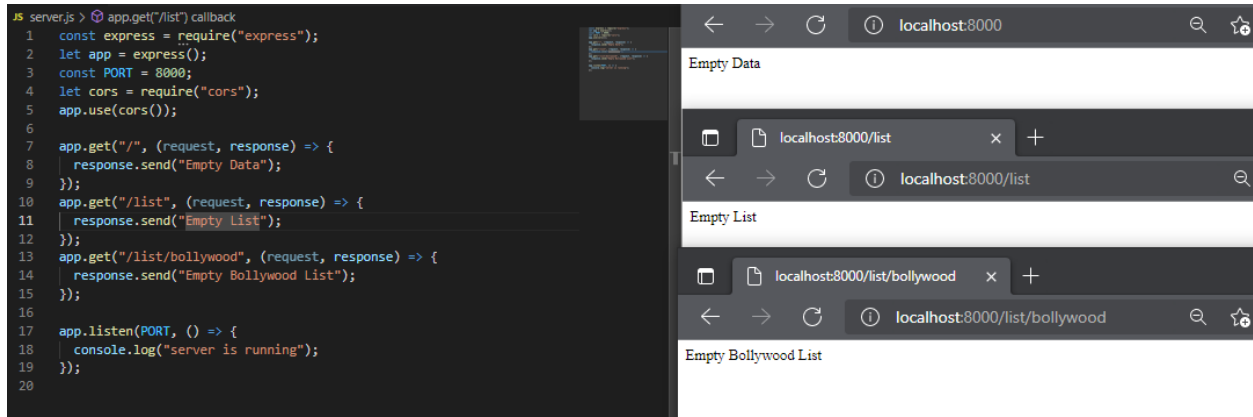 JS server.js > app.get("/list") callback
1 const express = require("express");
2 let app = express();
3 const PORT = 8000;
4 let cors = require("cors");
5 app.use(cors());
6
7 app.get("/", (request, response) => {
8 response.send("Empty Data");
9 });
10 app.get("/list", (request, response) => {
11 response.send("Empty List");
12 });
13 app.get("/list/bollywood", (request, response) => {
14 response.send("Empty Bollywood List");
15 });
16
17 app.listen(PORT, () => {
18 console.log("server is running");
19 });
20
localhost:8000
Empty Data
localhost:8000/list
localhost:8000/list
Empty List
localhost:8000/list/bollywood
localhost:8000/list/bollywood
Empty Bollywood List